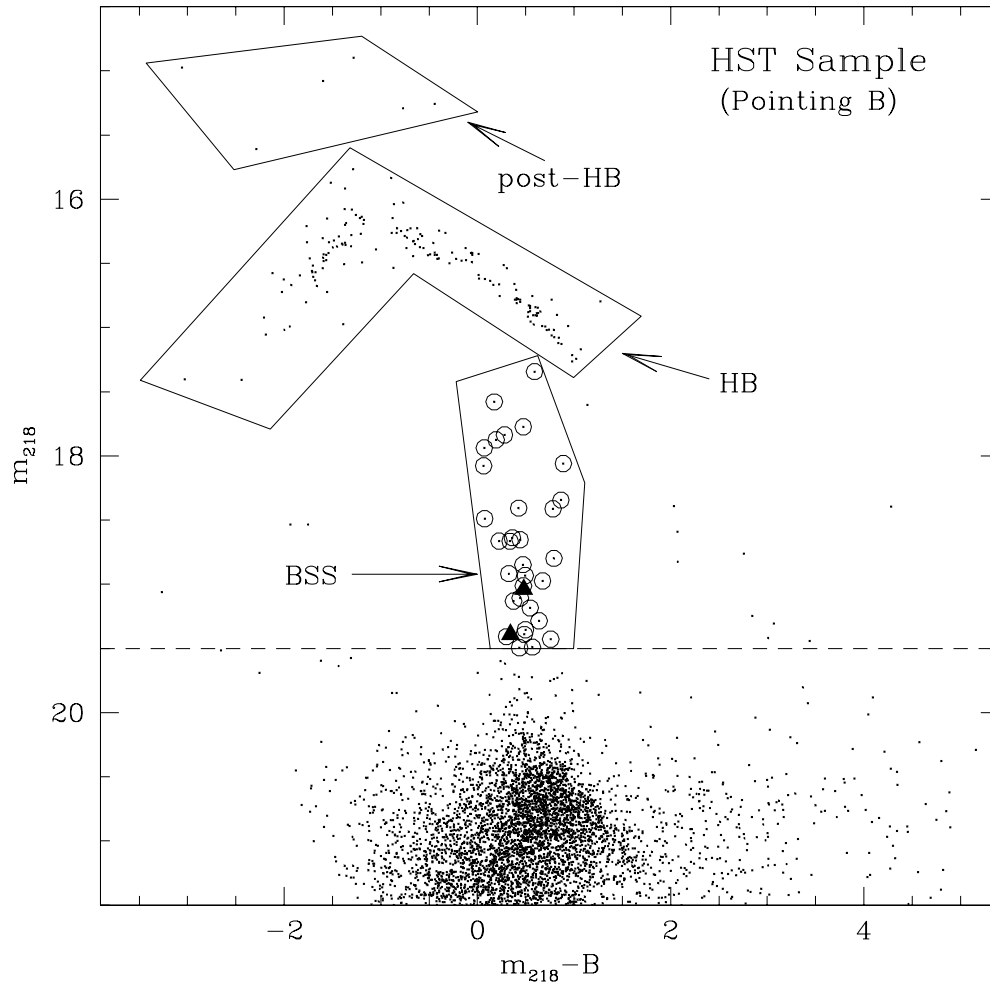 HST Sample
(Pointing B)
post-HB
16
HB
m218
18
BSS
20
−2 0 2 4
m218−B